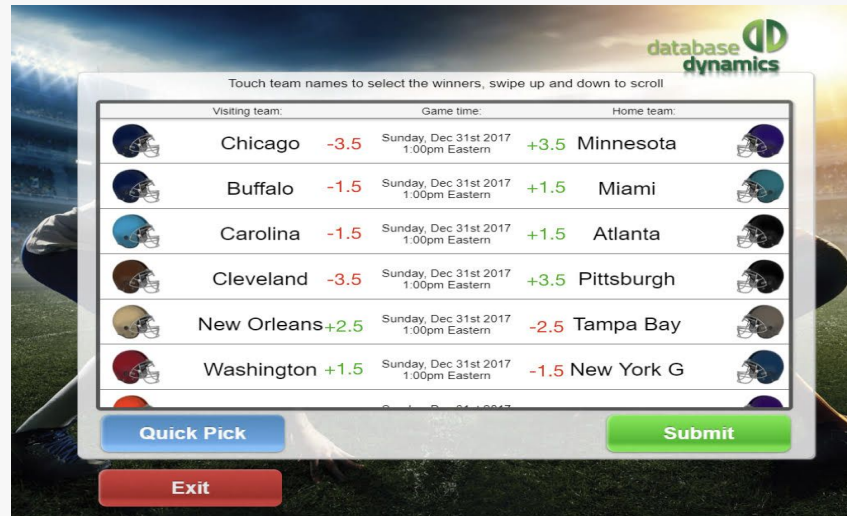 database
dynamics
Touch team names to select the winners, swipe up and down to scroll
Visiting team: Game time: Home team:
Chicago -3.5 Sunday, Dec 31st 2017 1:00pm Eastern +3.5 Minnesota
Buffalo -1.5 Sunday, Dec 31st 2017 1:00pm Eastern +1.5 Miami
Carolina -1.5 Sunday, Dec 31st 2017 1:00pm Eastern +1.5 Atlanta
Cleveland -3.5 Sunday, Dec 31st 2017 1:00pm Eastern +3.5 Pittsburgh
New Orleans +2.5 Sunday, Dec 31st 2017 1:00pm Eastern -2.5 Tampa Bay
Washington +1.5 Sunday, Dec 31st 2017 1:00pm Eastern -1.5 New York G
Quick Pick Submit
Exit